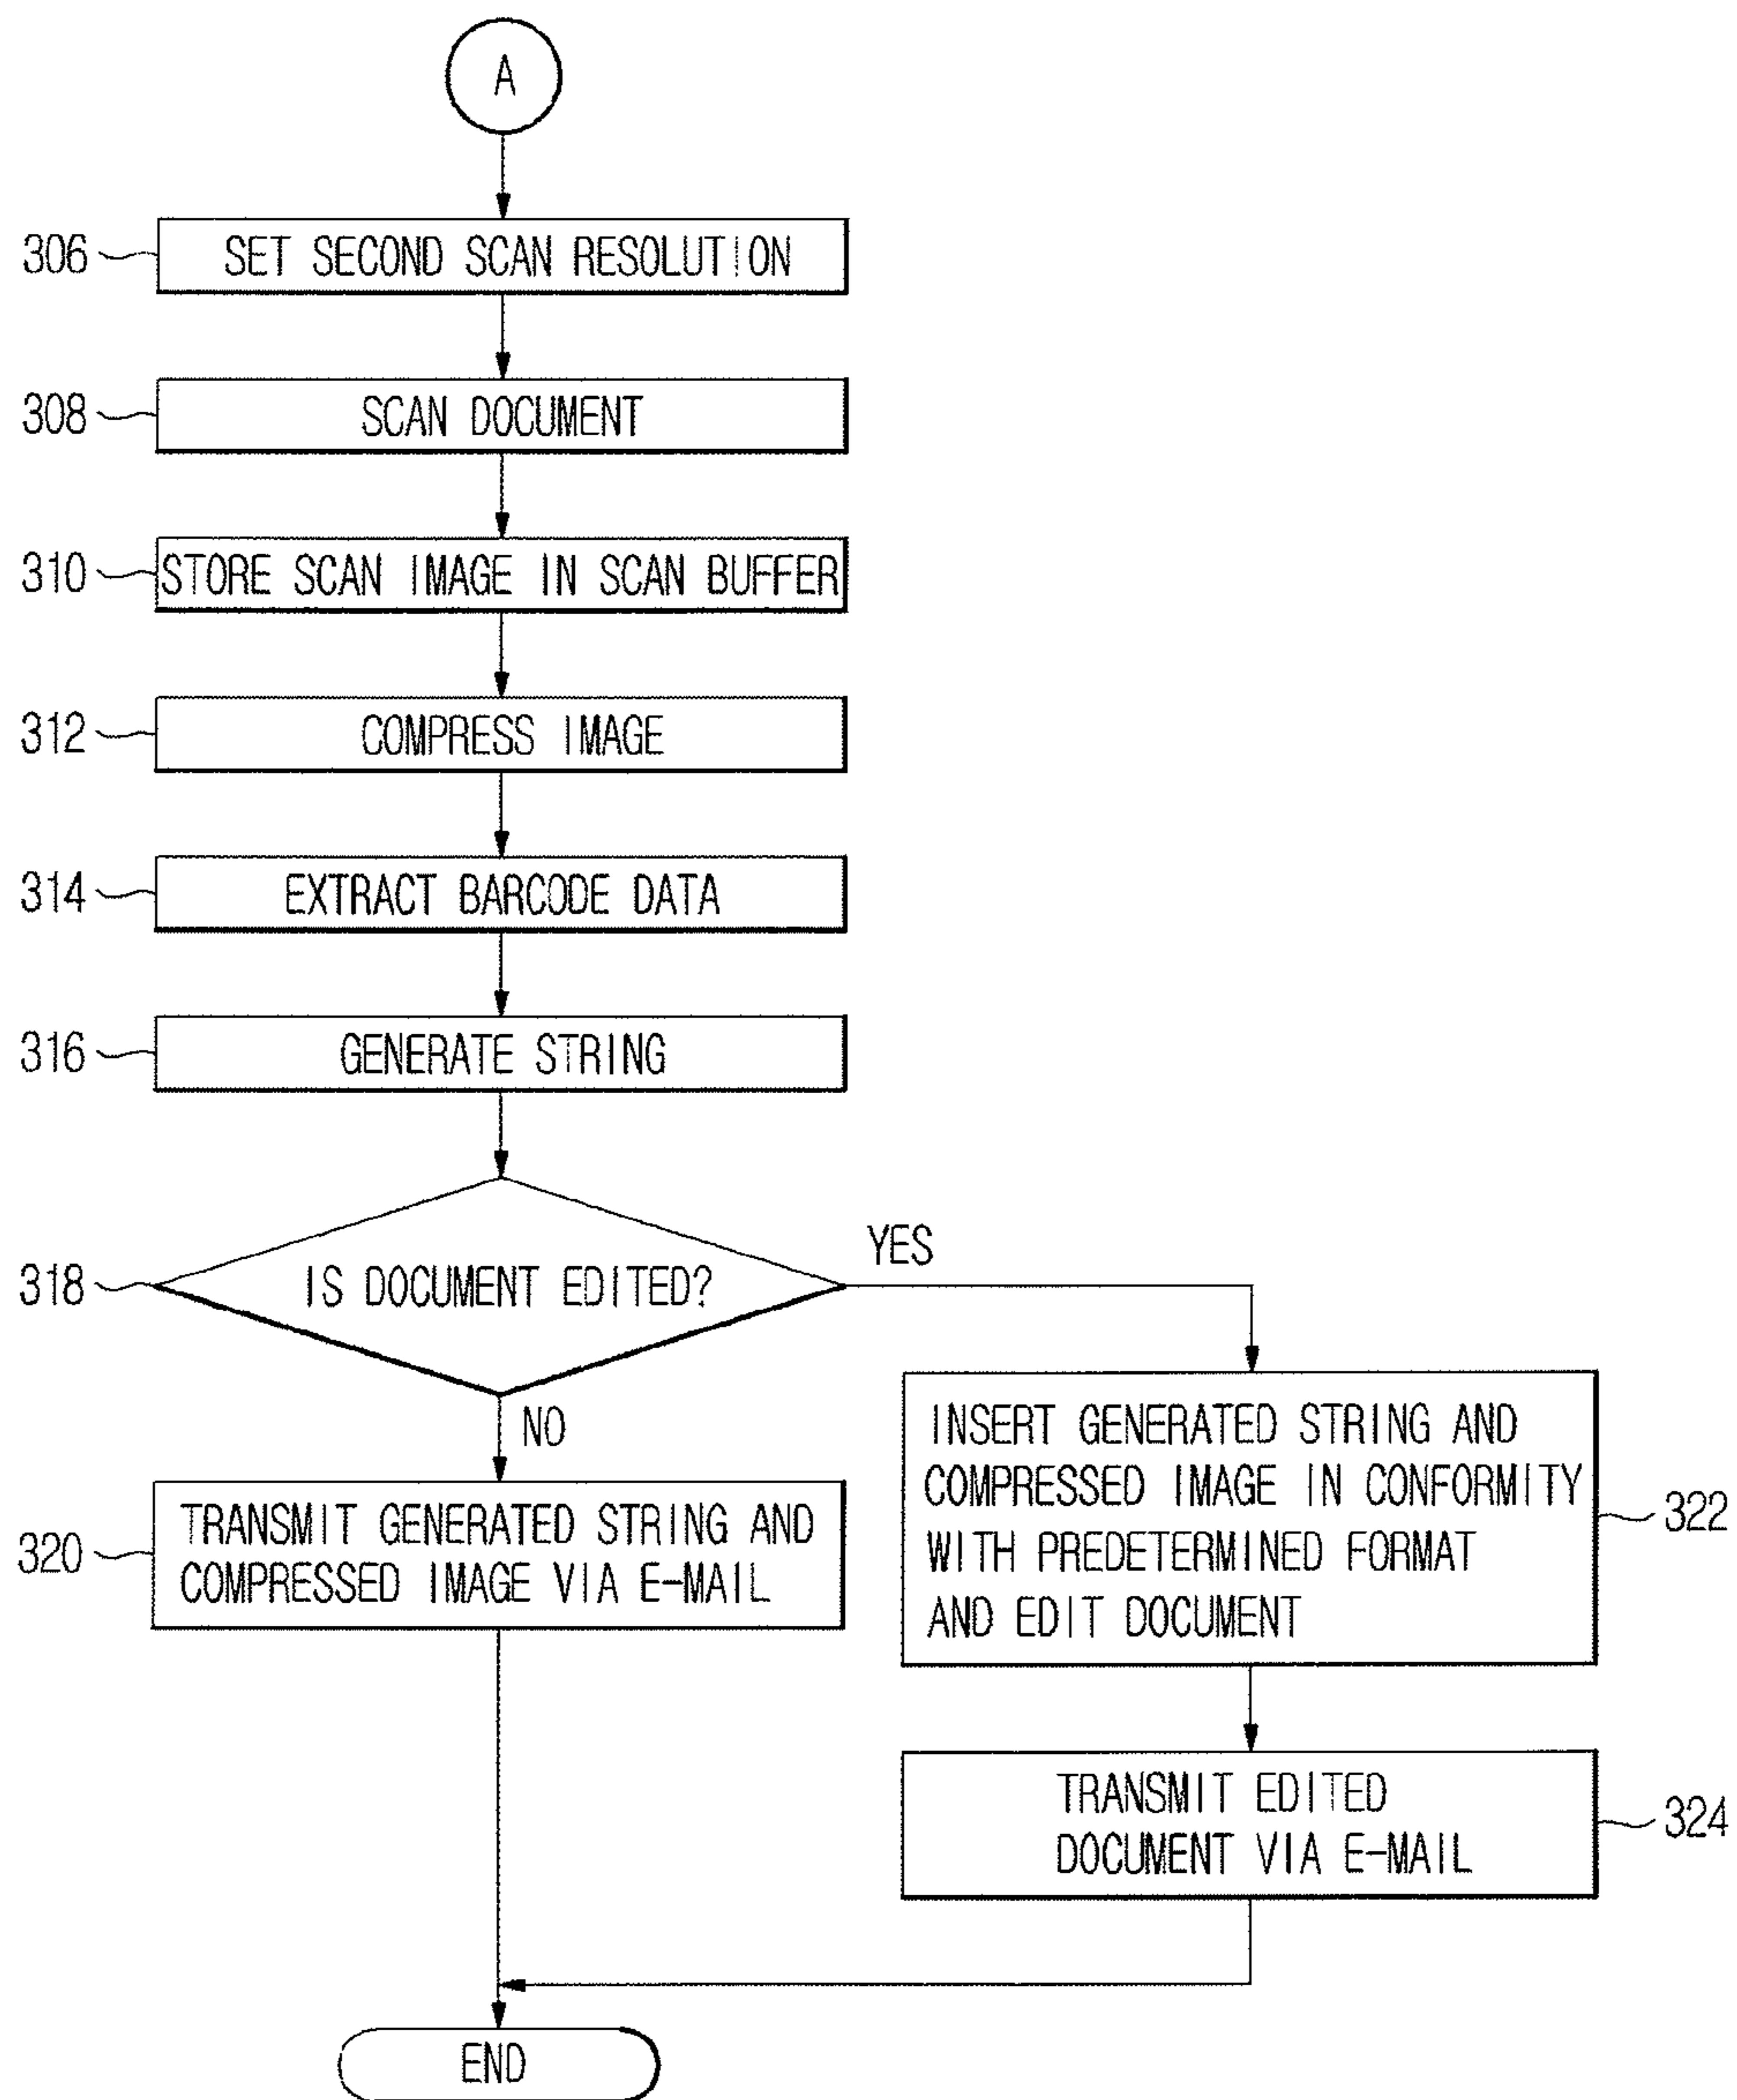 A
306
SET SECOND SCAN RESOLUTION
308
SCAN DOCUMENT
310
STORE SCAN IMAGE IN SCAN BUFFER
312
COMPRESS IMAGE
314
EXTRACT BARCODE DATA
316
GENERATE STRING
318
IS DOCUMENT EDITED?
YES
NO
320
TRANSMIT GENERATED STRING AND
COMPRESSED IMAGE VIA E-MAIL
INSERT GENERATED STRING AND
COMPRESSED IMAGE IN CONFORMITY
WITH PREDETERMINED FORMAT
AND EDIT DOCUMENT
322
TRANSMIT EDITED
DOCUMENT VIA E-MAIL
324
END